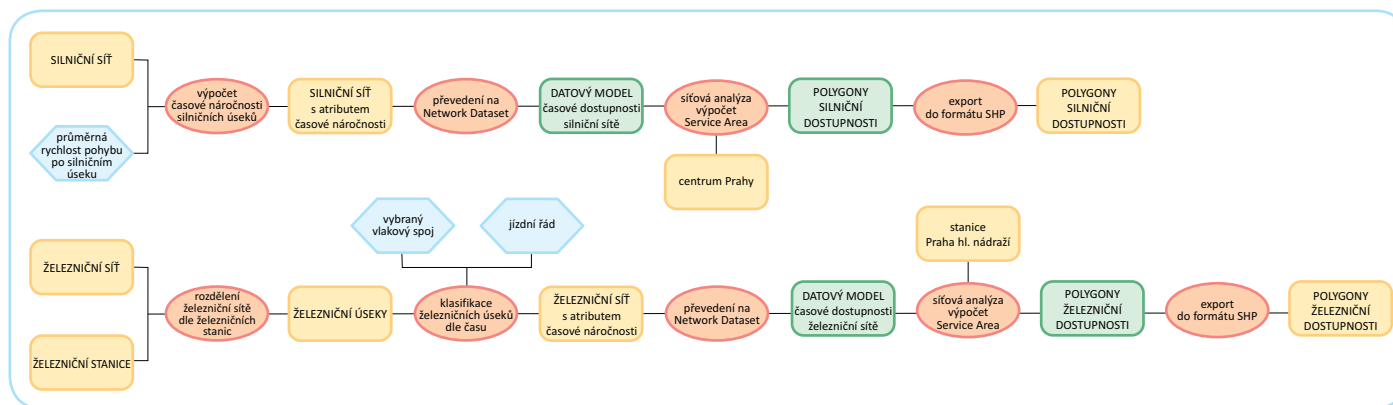 SILNIČNÍ SÍŤ
průměrná
rychlost pohybu
po silničním
úseku
výpočet
časové náročnosti
silničních úseků
SILNIČNÍ SÍŤ
s atributem
časové náročnosti
převedení na
Network Dataset
DATOVÝ MODEL
časové dostupnosti
silniční sítě
síťová analýza
výpočet
Service Area
centrum Prahy
POLYGONY
SILNIČNÍ
DOSTUPNOSTI
export
do formátu SHP
POLYGONY
SILNIČNÍ
DOSTUPNOSTI
ŽELEZNIČNÍ SÍŤ
ŽELEZNIČNÍ STANICE
rozdělení
železniční sítě
dle železničních
stanic
ŽELEZNIČNÍ ÚSEKY
vybraný
vlakový spoj
jízdní řád
klasifikace
železničních úseků
dle času
ŽELEZNIČNÍ SÍŤ
s atributem
časové náročnosti
převedení na
Network Dataset
DATOVÝ MODEL
časové dostupnosti
železniční sítě
stanice
Praha hl. nádraží
síťová analýza
výpočet
Service Area
POLYGONY
ŽELEZNIČNÍ
DOSTUPNOSTI
export
do formátu SHP
POLYGONY
ŽELEZNIČNÍ
DOSTUPNOSTI